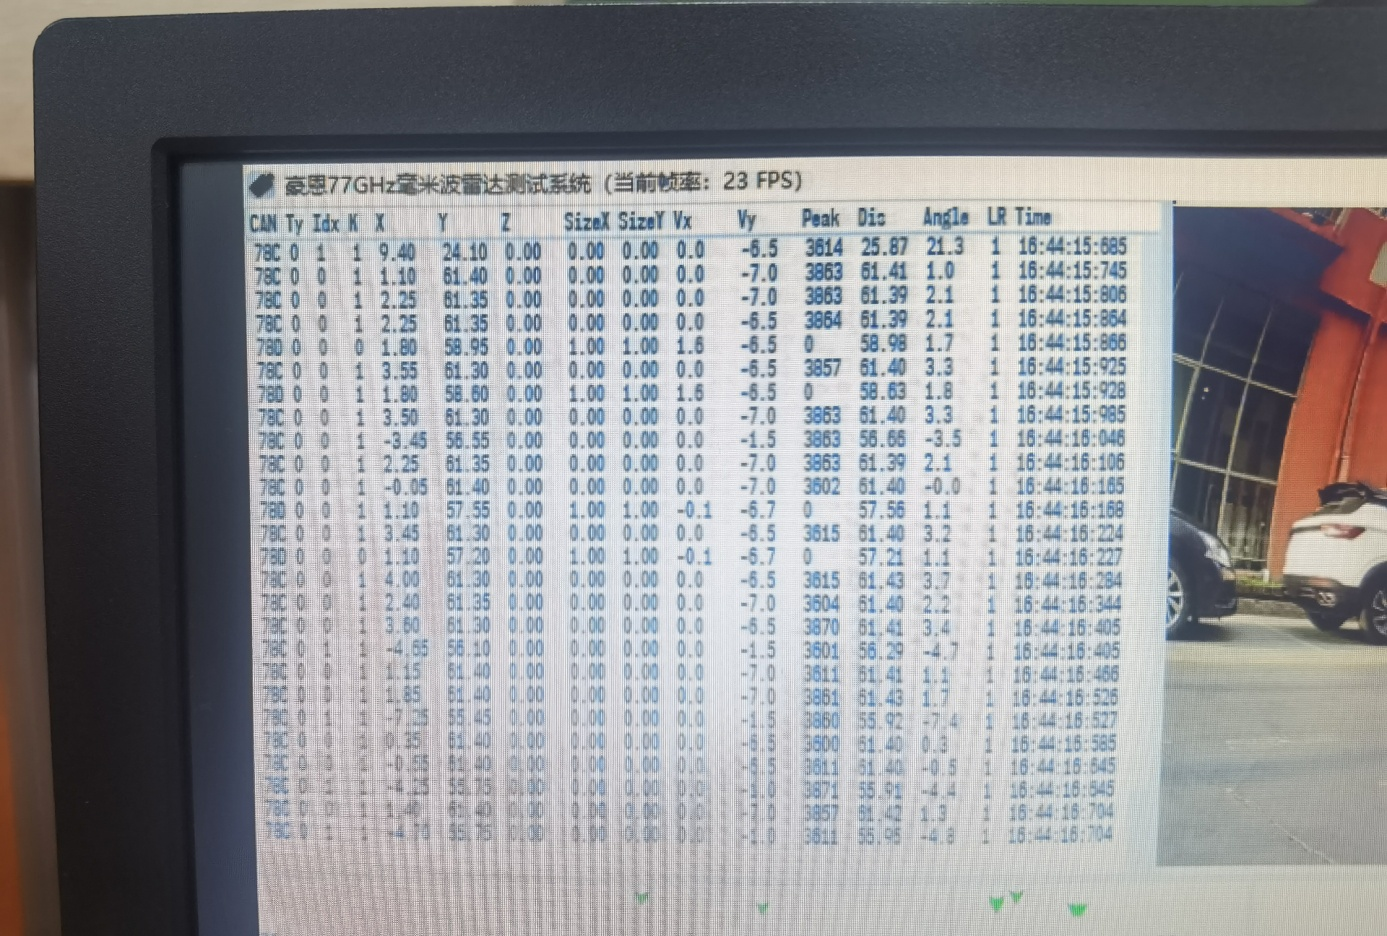 豪恩77GHz毫米波雷达测试系统 (当前帧率: 23 FPS)
CAN Ty Idx K X Y Z SizeX SizeY Vx Vy Peak Dis Angle LR Time
78C 0 1 1 9.40 24.10 0.00 0.00 0.00 0.0 -6.5 3614 25.87 21.3 1 16:44:15:685
78C 0 0 1 1.10 61.40 0.00 0.00 0.00 0.0 -7.0 3863 61.41 1.0 1 16:44:15:745
78C 0 0 1 2.25 61.35 0.00 0.00 0.00 0.0 -7.0 3863 61.39 2.1 1 16:44:15:806
78C 0 0 1 2.25 61.35 0.00 0.00 0.00 0.0 -6.5 3864 61.39 2.1 1 16:44:15:864
78D 0 0 0 1.80 58.95 0.00 1.00 1.00 1.6 -6.5 0 58.98 1.7 1 16:44:15:866
78C 0 0 1 3.55 61.30 0.00 0.00 0.00 0.0 -6.5 3857 61.40 3.3 1 16:44:15:925
78D 0 0 1 1.80 58.60 0.00 1.00 1.00 1.6 -6.5 0 58.63 1.8 1 16:44:15:928
78C 0 0 1 3.50 61.30 0.00 0.00 0.00 0.0 -7.0 3863 61.40 3.3 1 16:44:15:985
78C 0 0 1 -3.45 56.55 0.00 0.00 0.00 0.0 -1.5 3863 56.66 -3.5 1 16:44:16:046
78C 0 0 1 2.25 61.35 0.00 0.00 0.00 0.0 -7.0 3863 61.39 2.1 1 16:44:16:106
78C 0 0 1 -0.05 61.40 0.00 0.00 0.00 0.0 -7.0 3602 61.40 -0.0 1 16:44:16:165
78D 0 0 1 1.10 57.55 0.00 1.00 1.00 -0.1 -6.7 0 57.56 1.1 1 16:44:16:168
78C 0 0 1 3.45 61.30 0.00 0.00 0.00 0.0 -6.5 3615 61.40 3.2 1 16:44:16:224
78D 0 0 0 1.10 57.20 0.00 1.00 1.00 -0.1 -6.7 0 57.21 1.1 1 16:44:16:227
78C 0 0 1 4.00 61.30 0.00 0.00 0.00 0.0 -6.5 3615 61.43 3.7 1 16:44:16:284
78C 0 0 1 2.40 61.35 0.00 0.00 0.00 0.0 -7.0 3604 61.40 2.2 1 16:44:16:344
78C 0 0 1 3.60 61.30 0.00 0.00 0.00 0.0 -6.5 3870 61.41 3.4 1 16:44:16:405
78C 0 1 1 -4.65 56.10 0.00 0.00 0.00 0.0 -1.5 3601 56.29 -4.7 1 16:44:16:405
78C 0 0 1 1.15 61.40 0.00 0.00 0.00 0.0 -7.0 3611 61.41 1.1 1 16:44:16:466
78C 0 0 1 1.85 61.40 0.00 0.00 0.00 0.0 -7.0 3861 61.43 1.7 1 16:44:16:526
78C 0 1 1 -7.25 55.45 0.00 0.00 0.00 0.0 -1.5 3860 55.92 -7.4 1 16:44:16:527
78C 0 0 1 0.35 61.40 0.00 0.00 0.00 0.0 -6.5 3600 61.40 0.3 1 16:44:16:585
78C 0 0 1 -0.55 61.40 0.00 0.00 0.00 0.0 -6.5 3611 61.40 -0.5 1 16:44:16:645
78C 0 1 1 55.75 0.00 0.00 0.00 0.0 -1.0 3871 55.91 -4.4 1 16:44:16:645
78C 0 0 1 1.40 61.40 0.00 0.00 0.00 0.0 -7.0 3857 61.42 1.3 1 16:44:16:704
78C 0 1 1 -4.70 55.75 0.00 0.00 0.00 0.0 -1.0 3611 55.95 -4.8 1 16:44:16:704